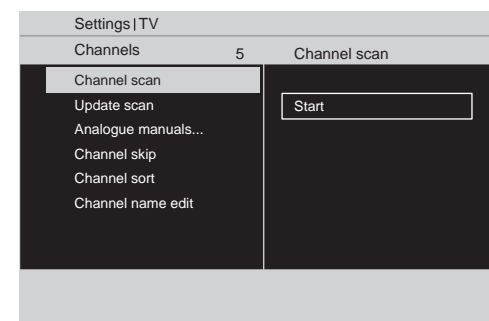 Settings | TV
Channels 5 Channel scan
Channel scan
Update scan
Analogue manuals...
Channel skip
Channel sort
Channel name edit
Start